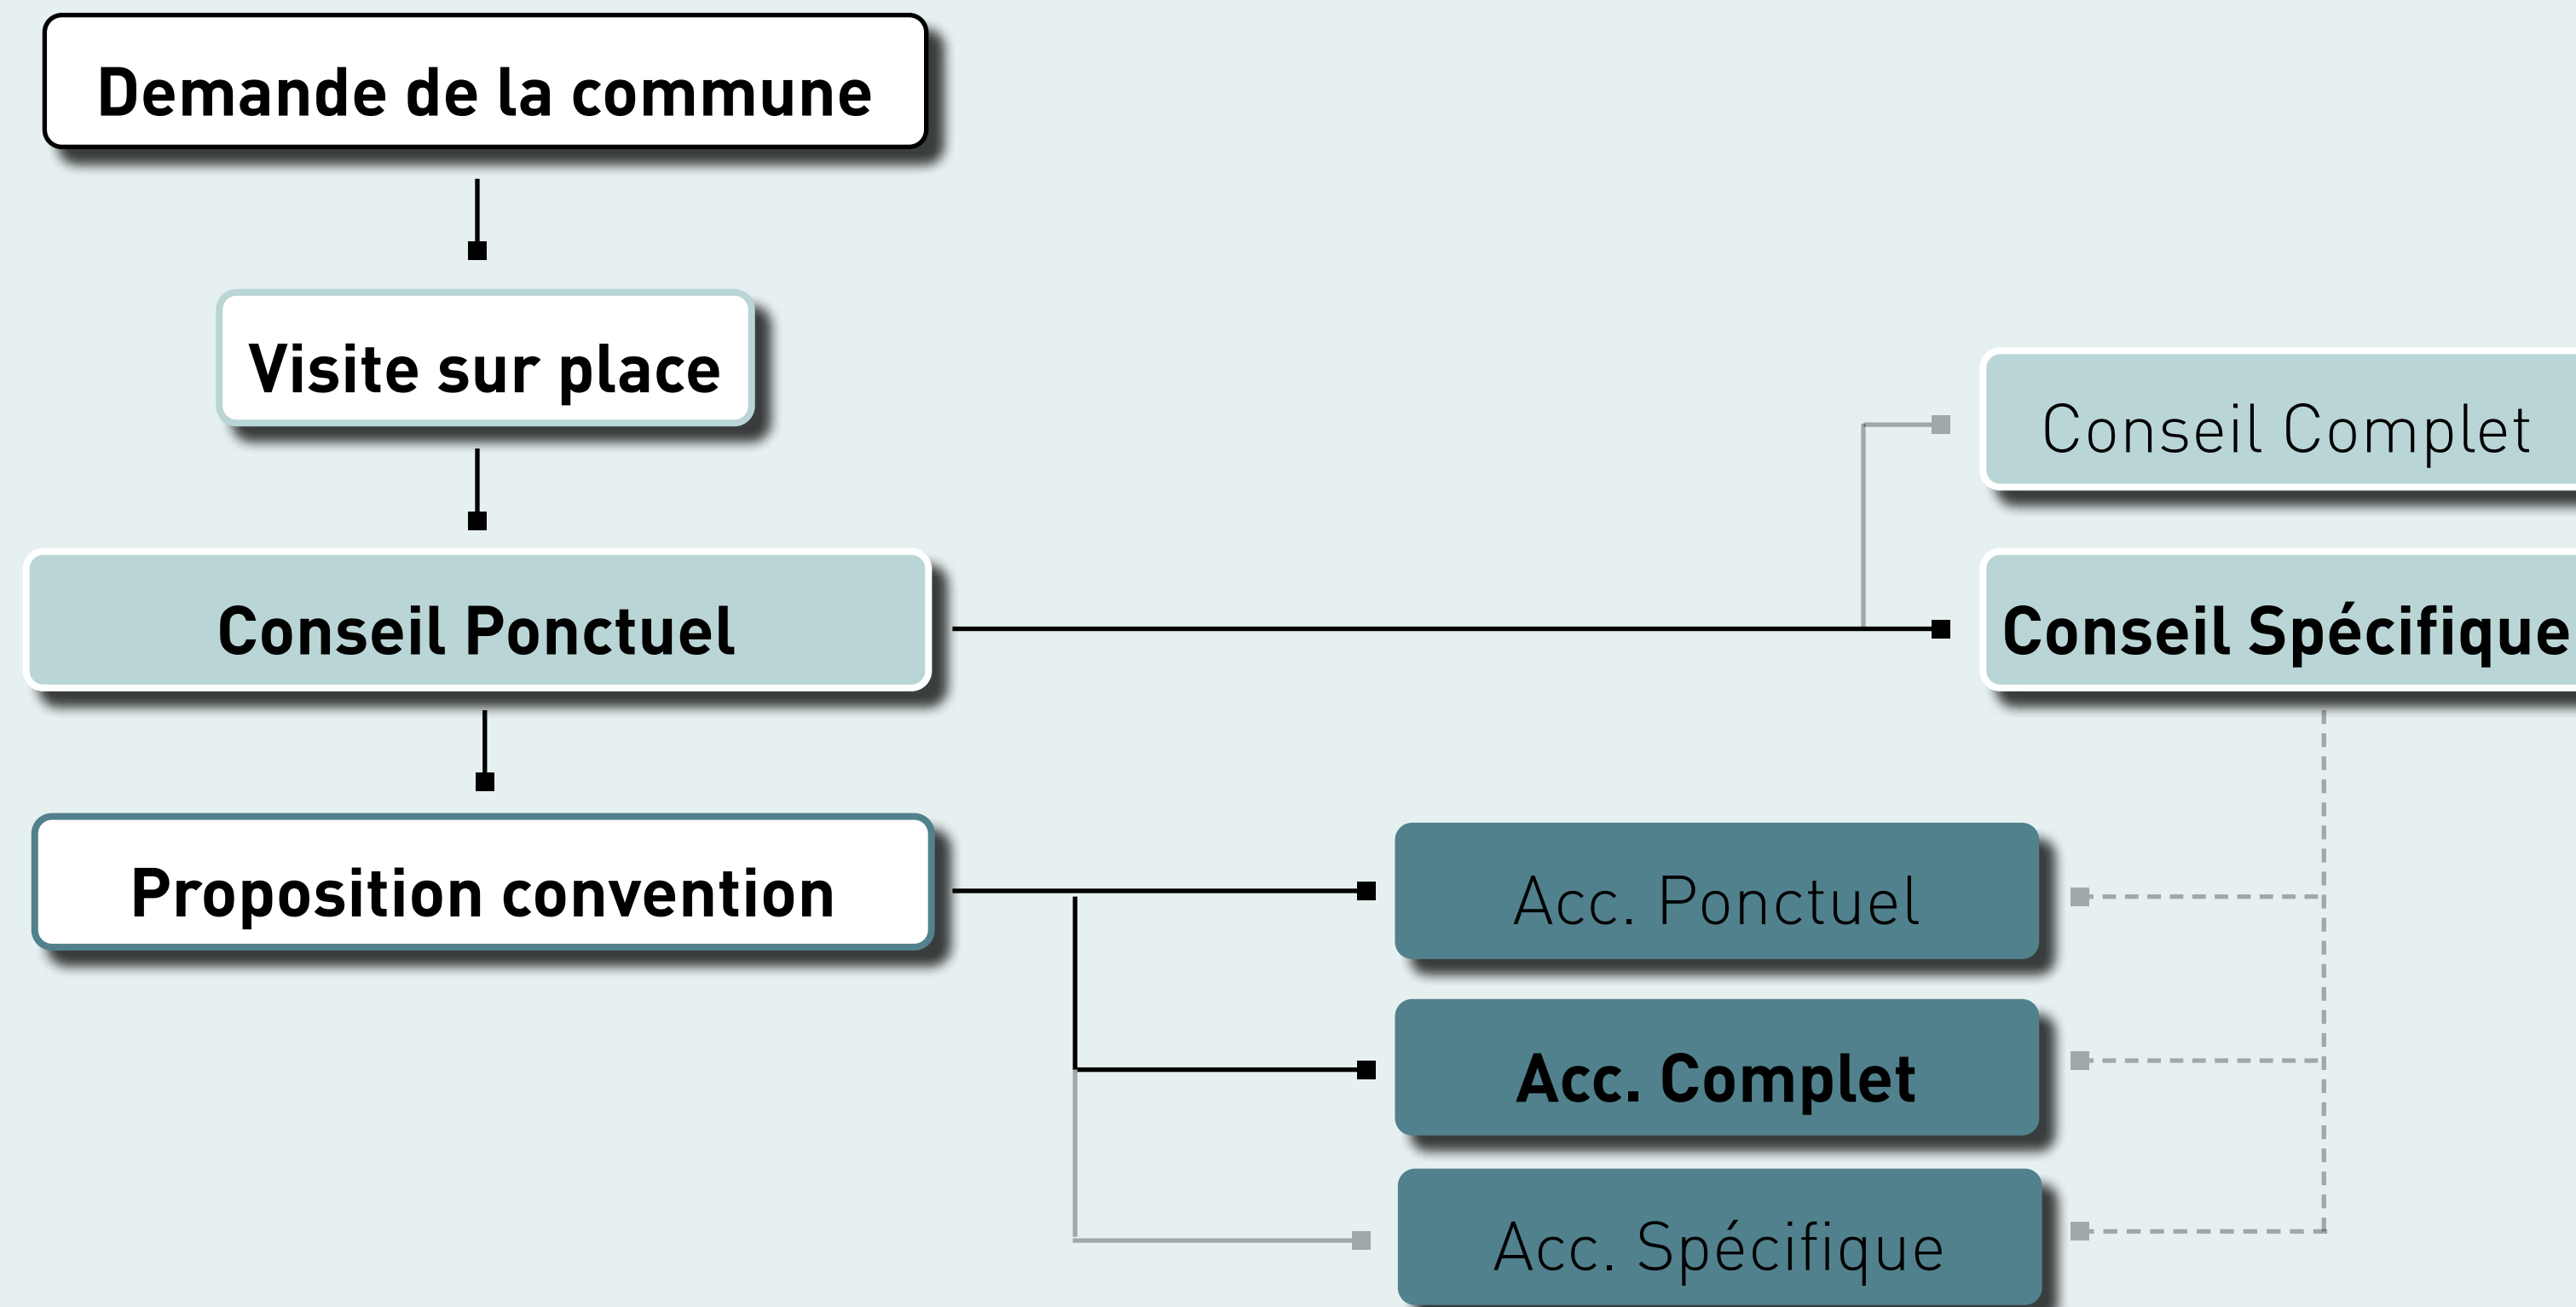 Demande de la commune
Visite sur place
Conseil Complet
Conseil Ponctuel
Conseil Spécifique
Proposition convention
Acc. Ponctuel
Acc. Complet
Acc. Spécifique